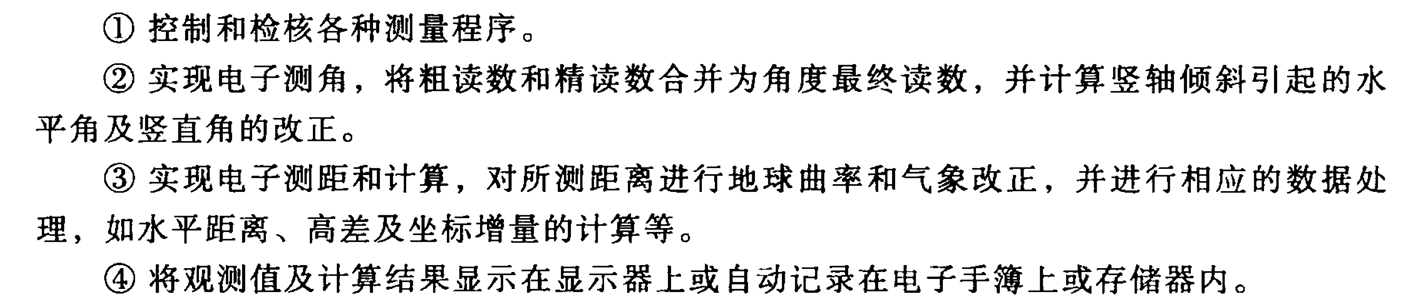 ① 控制和检核各种测量程序。
② 实现电子测角，将粗读数和精读数合并为角度最终读数，并计算竖轴倾斜引起的水
平角及竖直角的改正。
③ 实现电子测距和计算，对所测距离进行地球曲率和气象改正，并进行相应的数据处
理，如水平距离、高差及坐标增量的计算等。
④ 将观测值及计算结果显示在显示器上或自动记录在电子手簿上或存储器内。